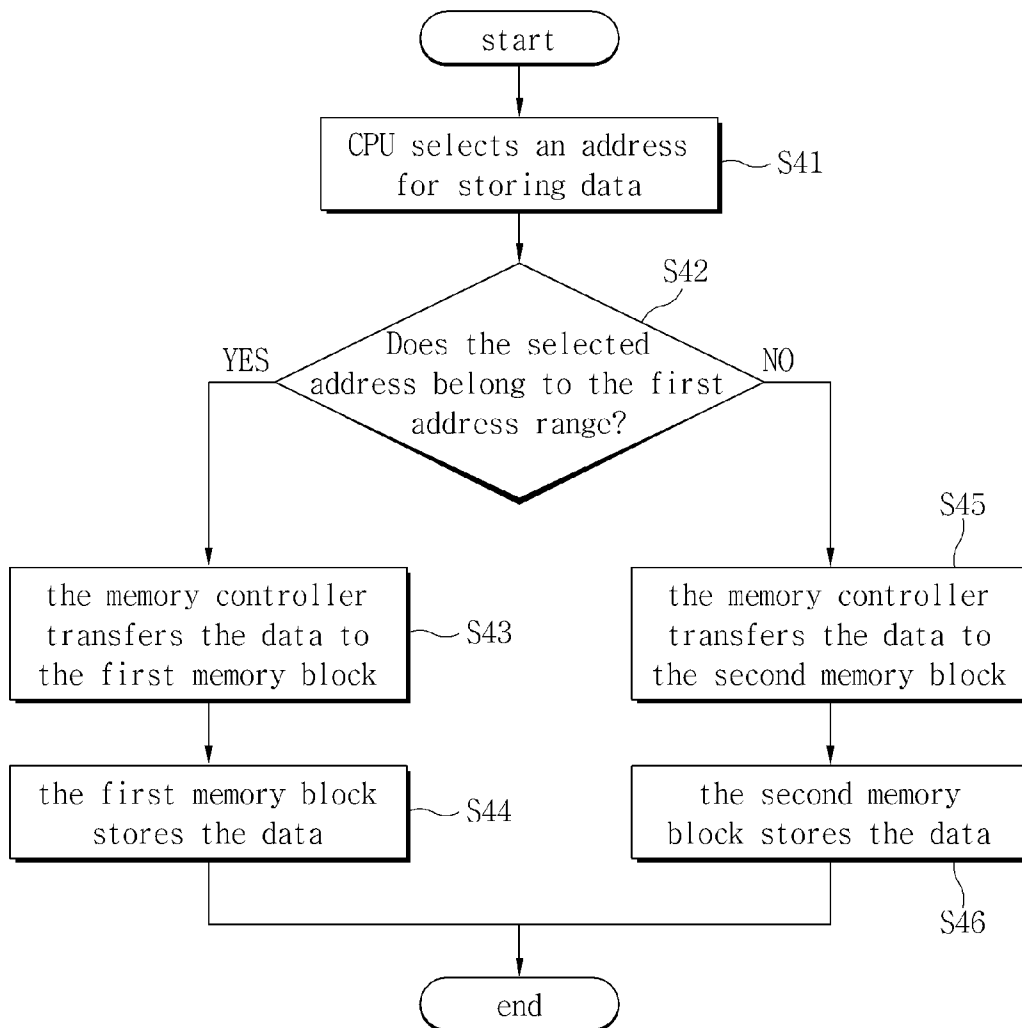 start
CPU selects an address
for storing data
S41
S42
Does the selected
address belong to the first
address range?
YES
NO
the memory controller
transfers the data to
the first memory block
S43
the first memory block
stores the data
S44
S45
the memory controller
transfers the data to
the second memory block
the second memory
block stores the data
S46
end